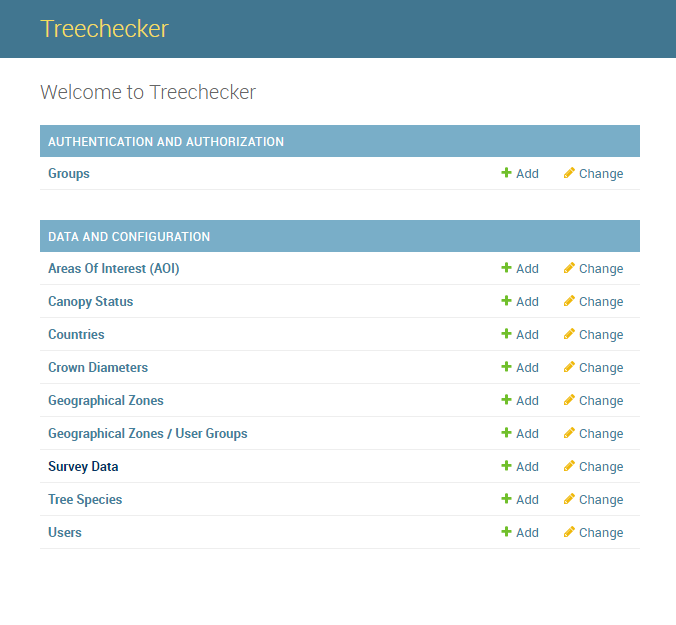 Treechecker
Welcome to Treechecker
AUTHENTICATION AND AUTHORIZATION
Groups Add Change
DATA AND CONFIGURATION
Areas Of Interest (AOI) Add Change
Canopy Status Add Change
Countries Add Change
Crown Diameters Add Change
Geographical Zones Add Change
Geographical Zones / User Groups Add Change
Survey Data Add Change
Tree Species Add Change
Users Add Change